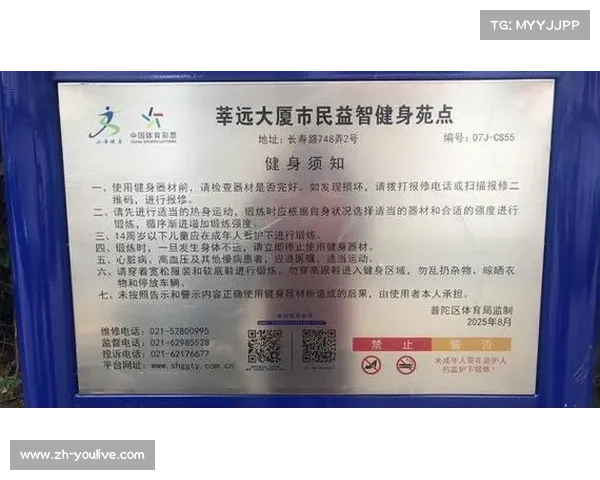 TG: MYYJJPP
莘远大厦市民益智健身苑点
中国体育彩票
CHINA SPORTS LOTTERY
地址：长寿路748弄2号
编号：07J-CS55
健身须知
一、使用健身器材前，请检查器材是否完好。如发现损坏，请拨打报修电话或扫描报修二
维码，进行报修。
二、请先进行适当的热身运动，锻炼时应根据自身状况选择适当的器材和合适的强度进行
锻炼，循序渐进增加锻炼强度。
三、14周岁以下儿童应在成年人看护下进行锻炼。
四、锻炼时，一旦发生身体不适，请立即停止使用健身器材。
五、心脏病、高血压及其他慢病患者，应遵医嘱，适当运动。
六、请穿着宽松服装和软底鞋进行锻炼，勿穿高跟鞋进入健身区域，勿乱扔杂物、晾晒衣
物和停放车辆。
七、未按照告示和警示内容正确使用健身器材所造成的后果，由使用者本人承担。
普陀区体育局监制
2025年8月
维修电话：021-52800995
监督电话：021-62985528
投诉电话：021-62176677
平台网址：www.shggty.com.cn
禁止
警告
未成年人需在监护人
的监护下锻炼！
www.zh-youlive.com